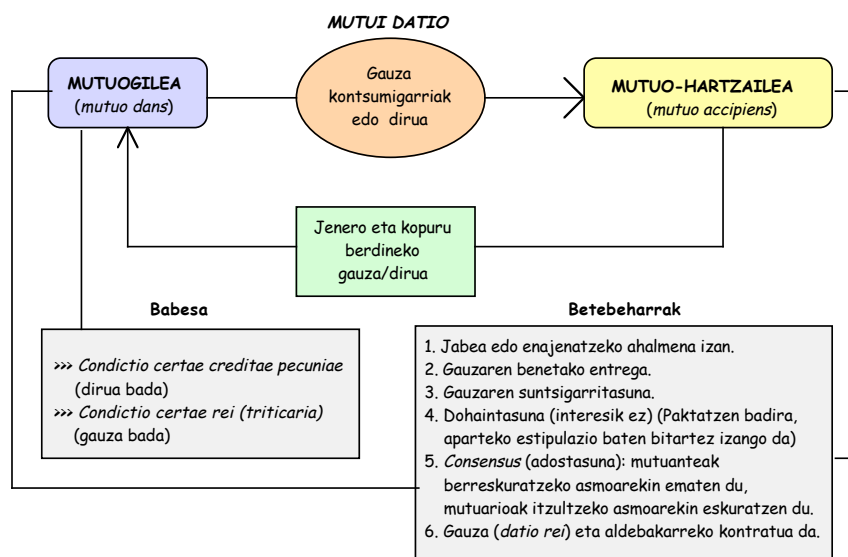 MUTUI DATIO
MUTUOGILEA
(mutuo dans)
Gauza
kontsumigarriak
edo dirua
MUTUO-HARTZAILEA
(mutuo accipiens)
Jenero eta kopuru
berdineko
gauza/dirua
Babesa
››› Condictio certae creditae pecuniae
(dirua bada)
››› Condictio certae rei (triticaria)
(gauza bada)
Betebeharrak
1. Jabea edo enajenatzeko ahalmena izan.
2. Gauzaren benetako entrega.
3. Gauzaren suntsigarritasuna.
4. Dohaintasuna (interesik ez) (Paktatzen badira,
aparteko estipulazio baten bitartez izango da)
5. Consensus (adostasuna): mutuanteak
berreskuratzeko asmoarekin ematen du,
mutuarioak itzultzeko asmoarekin eskuratzen du.
6. Gauza (datio rei) eta aldebakarreko kontratua da.